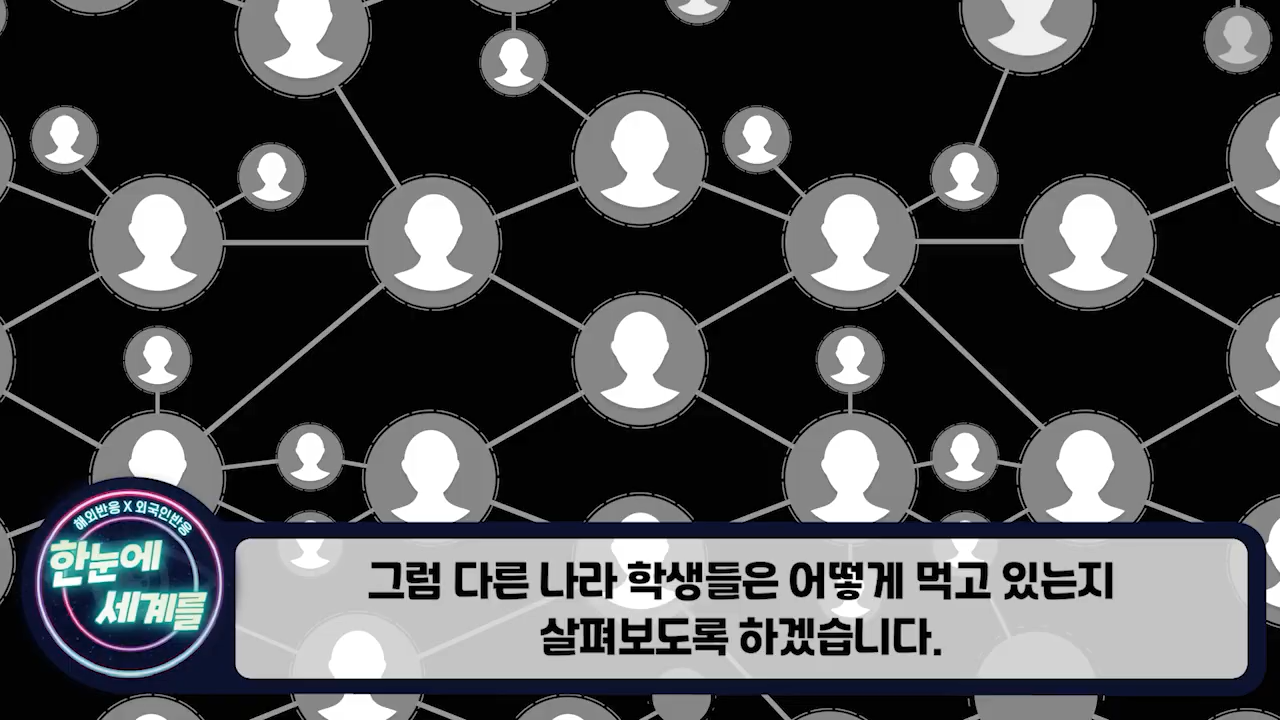 해외반응 X 외국인반응
한눈에
세계를
그럼 다른 나라 학생들은 어떻게 먹고 있는지
살펴보도록 하겠습니다.